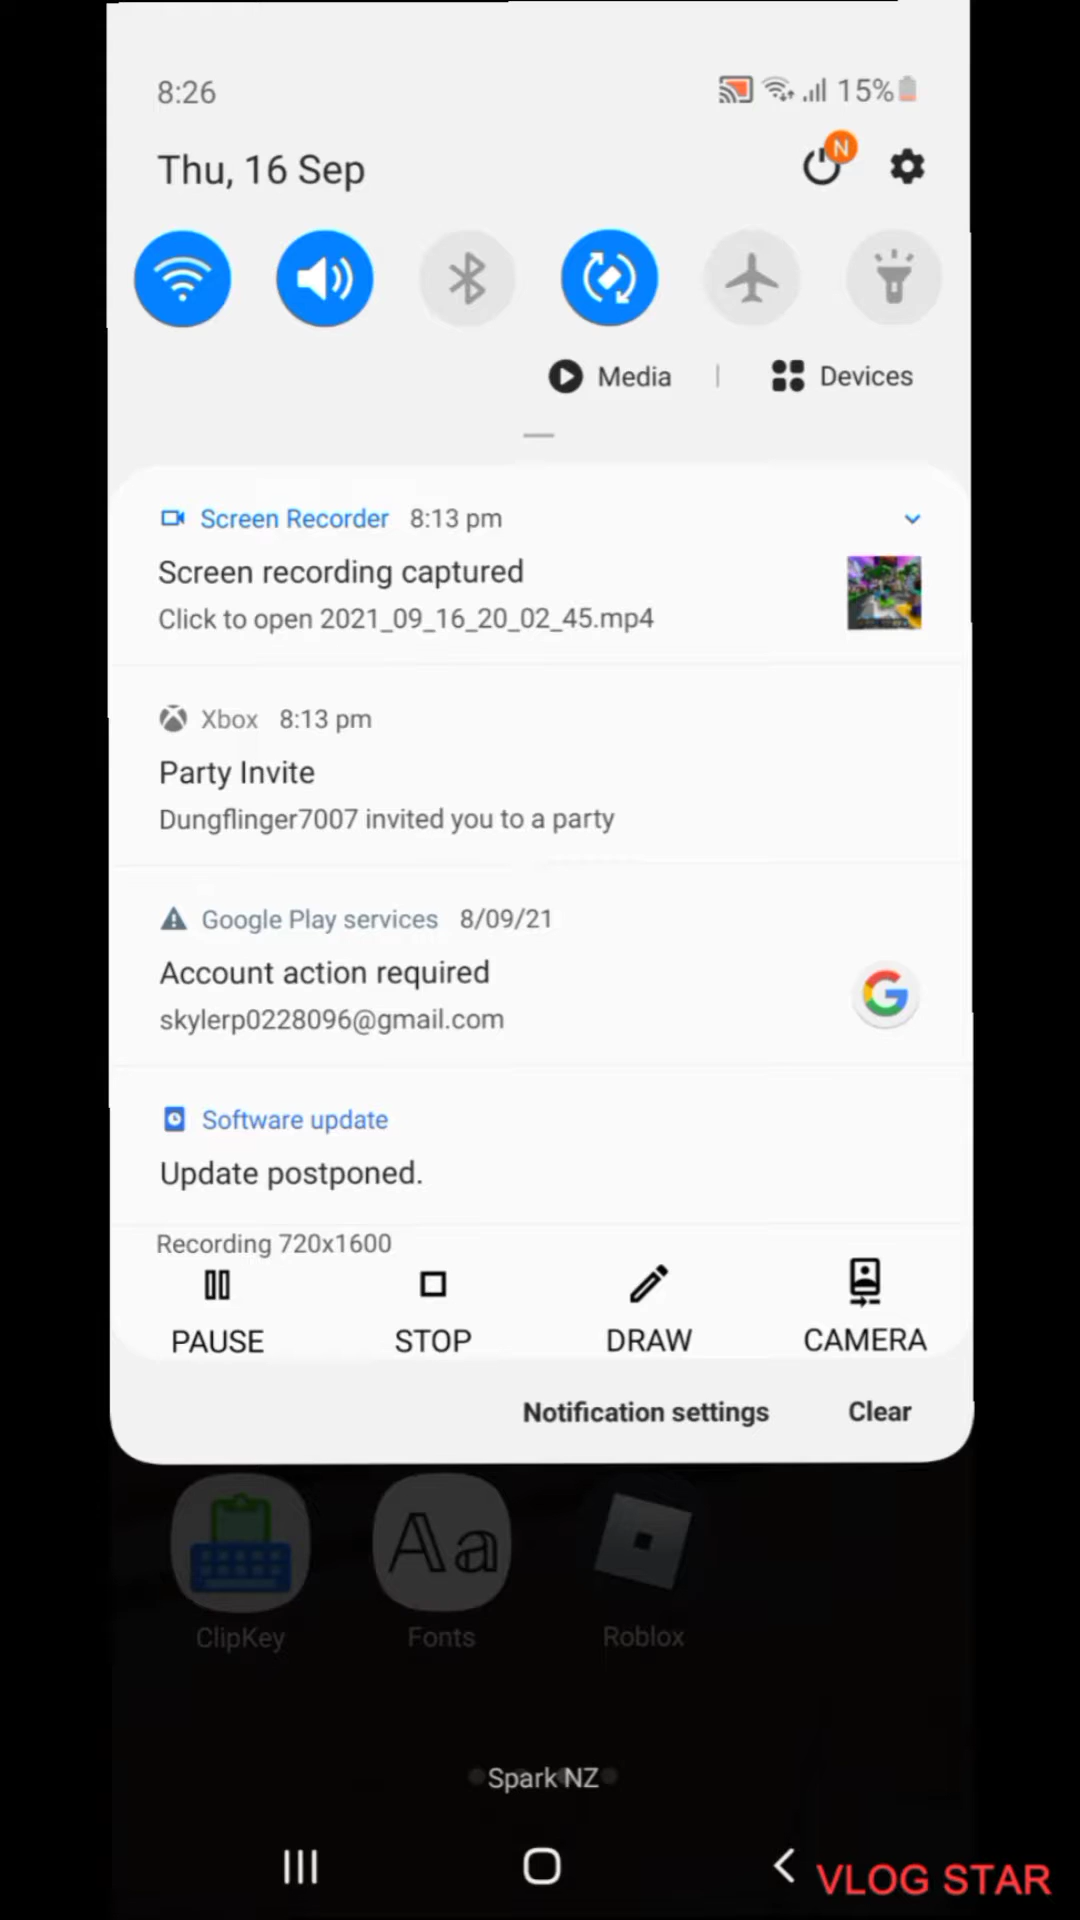 8:26
15%
Thu, 16 Sep
N
Media
Devices
Screen Recorder 8:13 pm
Screen recording captured
Click to open 2021_09_16_20_02_45.mp4
Xbox 8:13 pm
Party Invite
Dungflinger7007 invited you to a party
Google Play services 8/09/21
Account action required
skylerp0228096@gmail.com
G
Software update
Update postponed.
Recording 720x1600
PAUSE
STOP
DRAW
CAMERA
Notification settings
Clear
Aa
ClipKey
Fonts
Roblox
Spark NZ
VLOG STAR